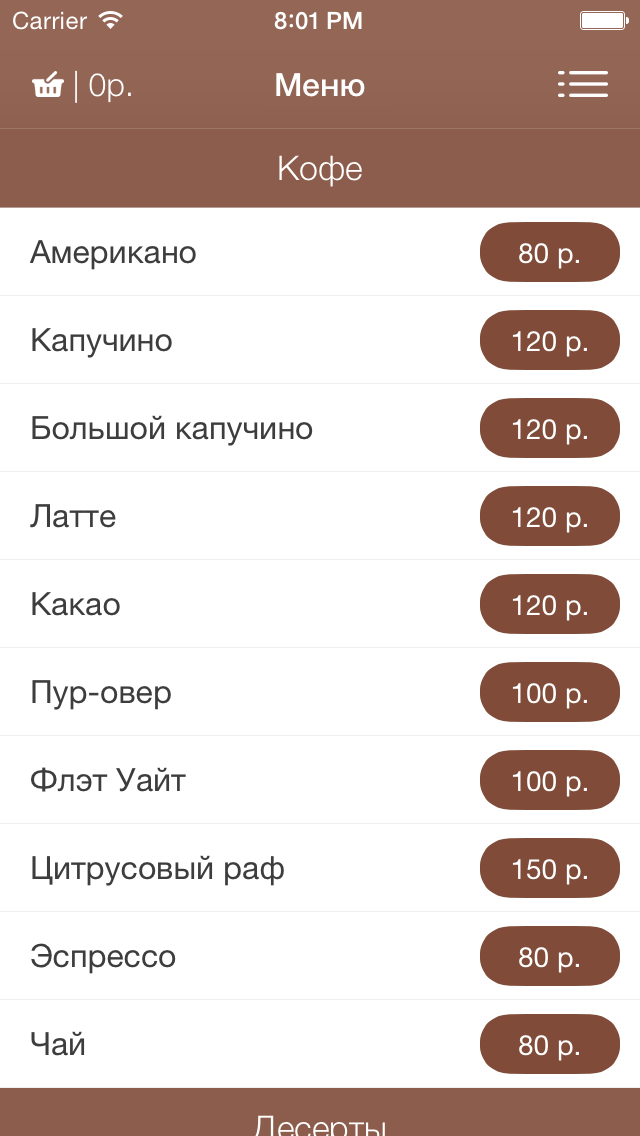 Carrier 8:01 PM
| 0р. Меню
Кофе
Американо 80 р.
Капучино 120 р.
Большой капучино 120 р.
Латте 120 р.
Какао 120 р.
Пур-овер 100 р.
Флэт Уайт 100 р.
Цитрусовый раф 150 р.
Эспрессо 80 р.
Чай 80 р.
Десерты